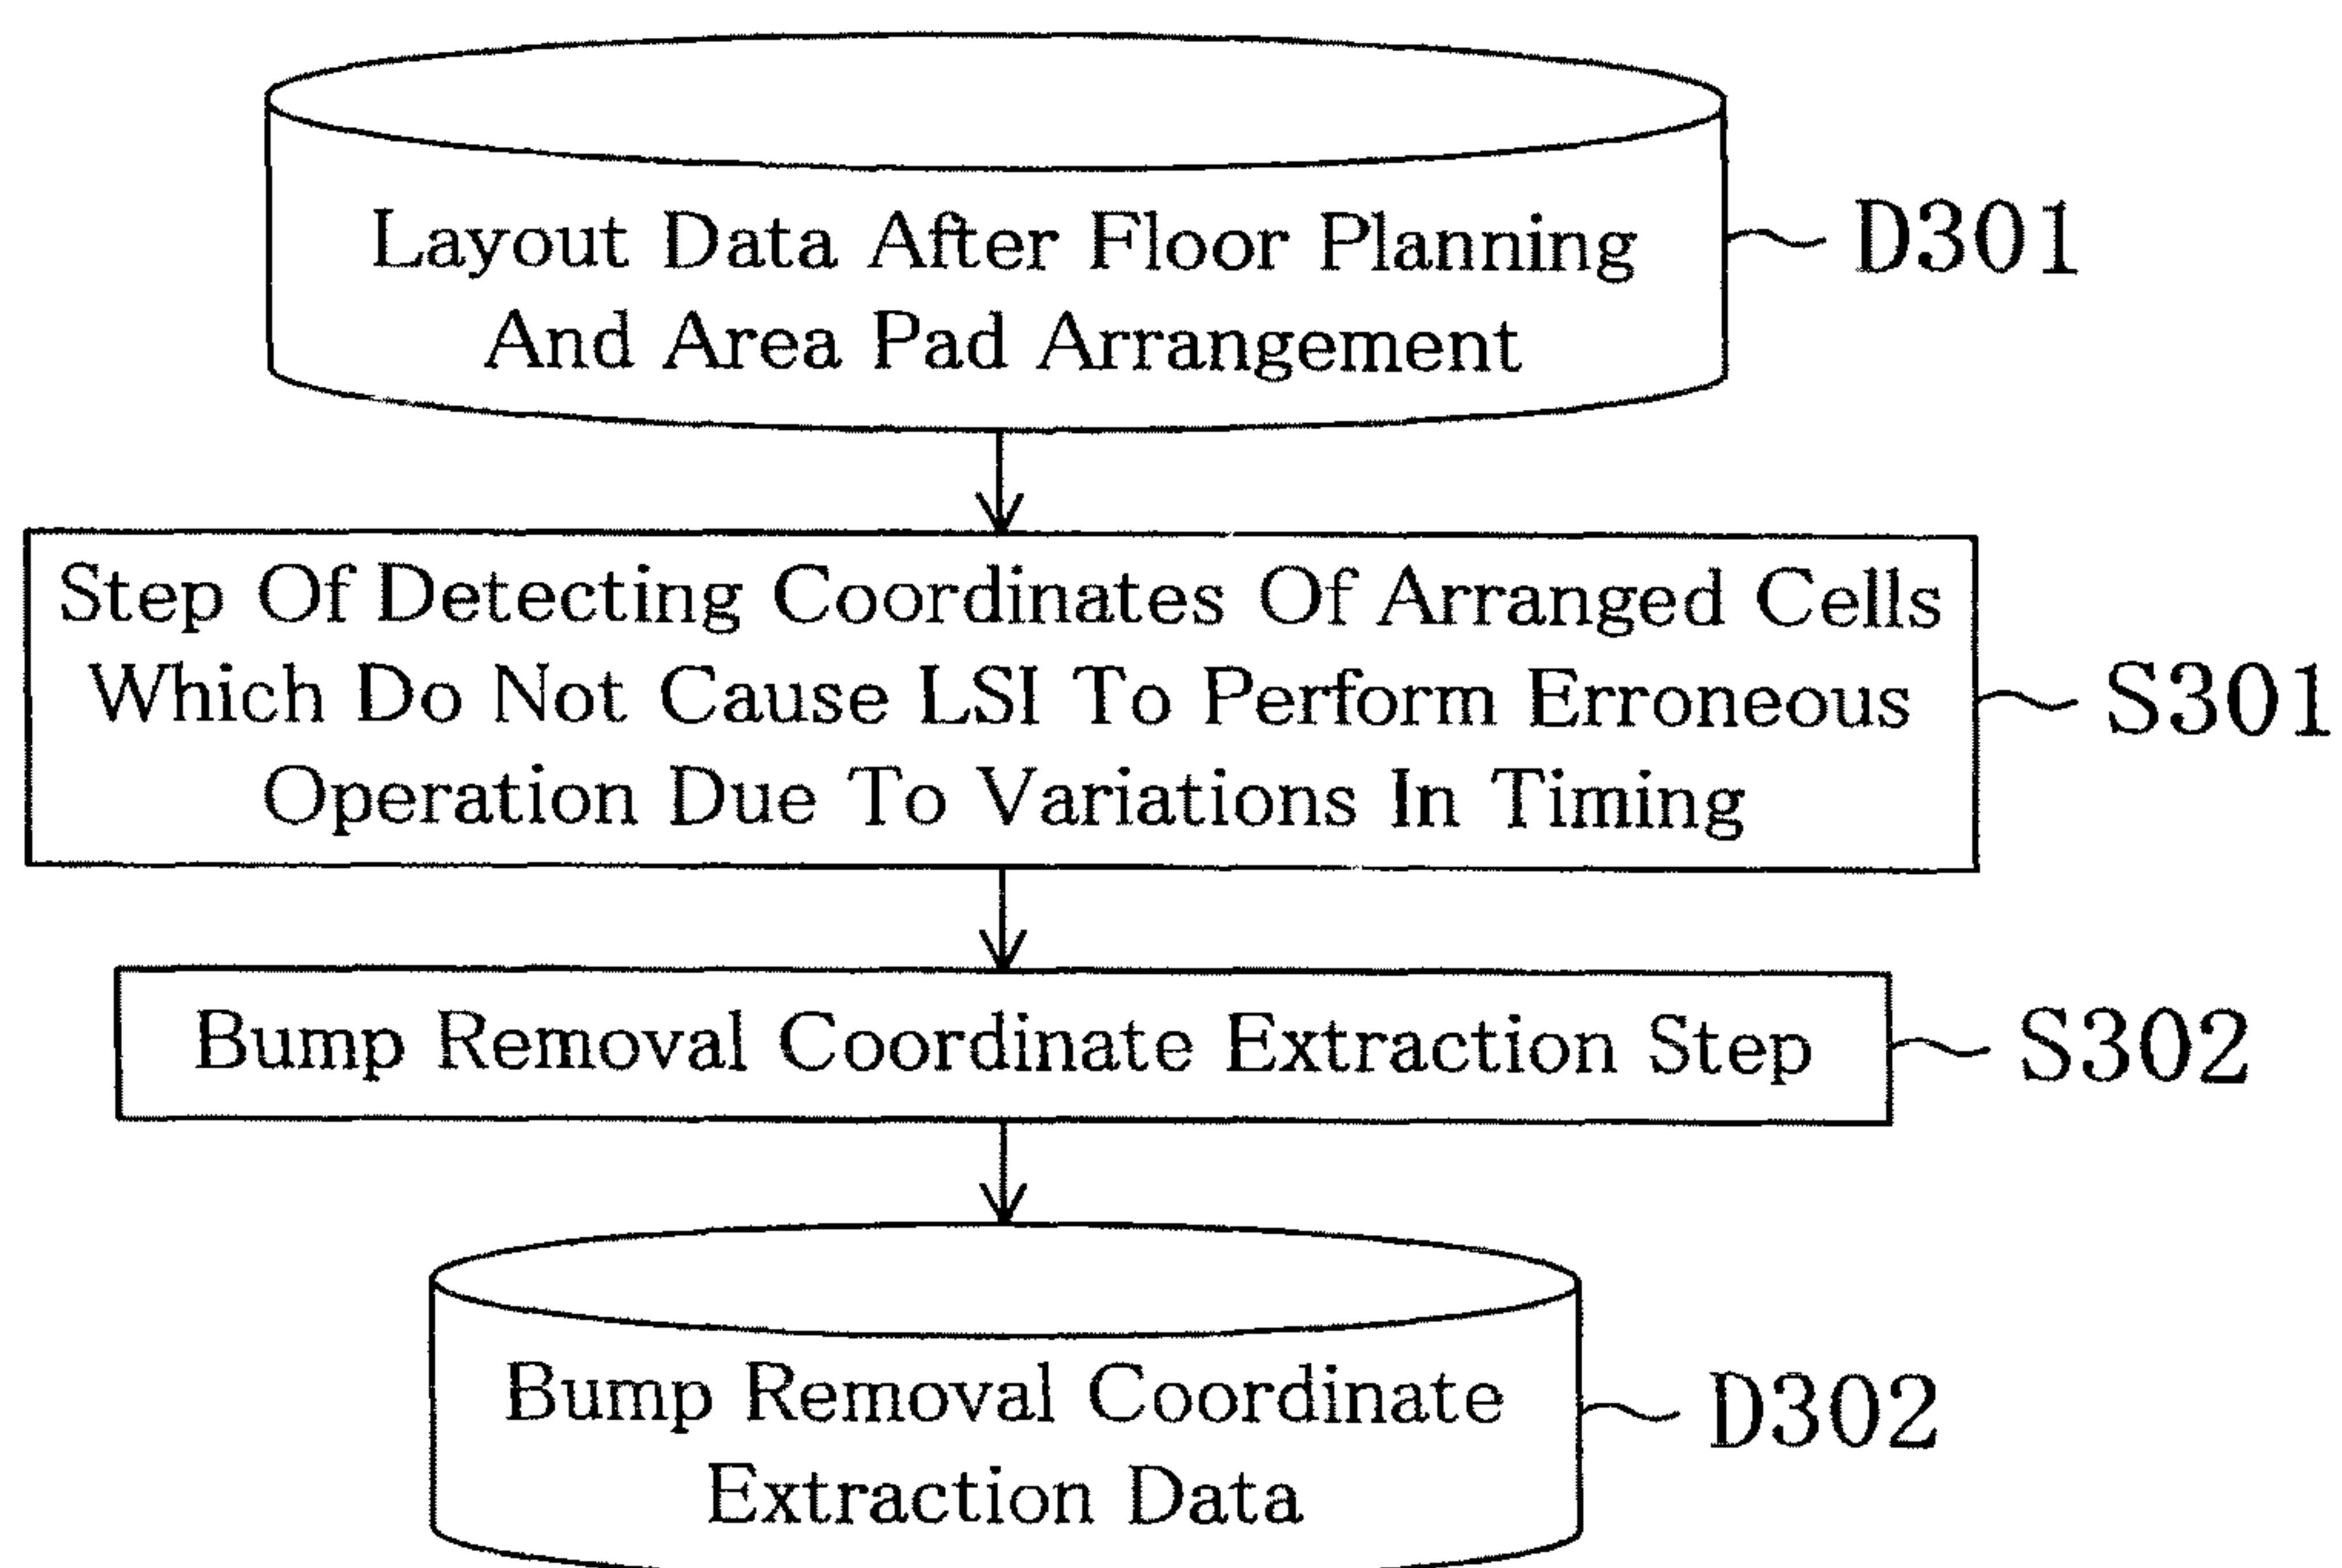 Layout Data After Floor Planning
And Area Pad Arrangement
D301
Step Of Detecting Coordinates Of Arranged Cells
Which Do Not Cause LSI To Perform Erroneous
Operation Due To Variations In Timing
S301
Bump Removal Coordinate Extraction Step
S302
Bump Removal Coordinate
Extraction Data
D302